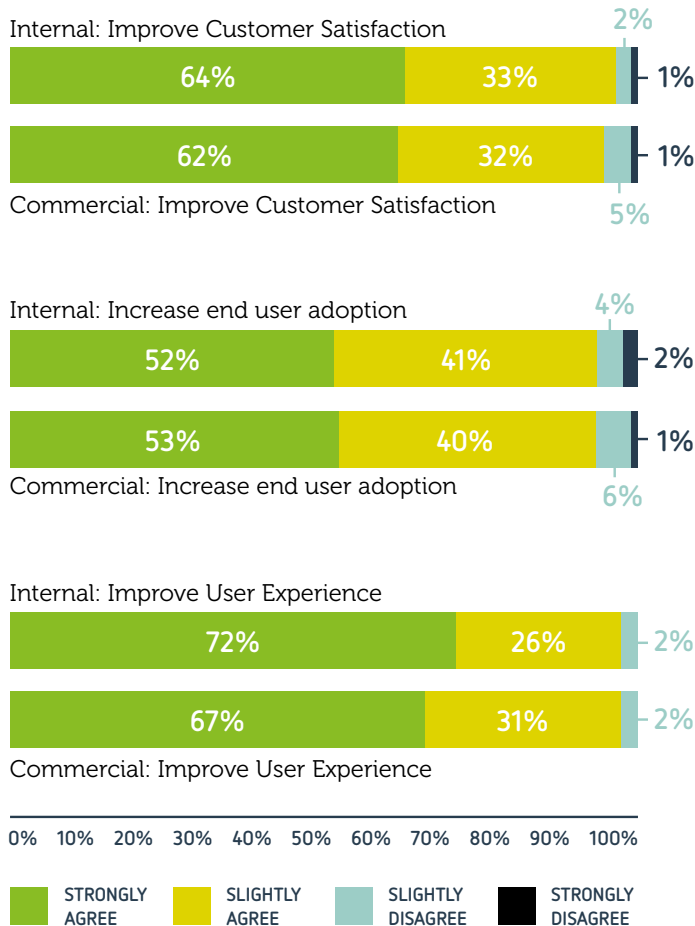 Internal: Improve Customer Satisfaction
2%
64%
33%
1%
62%
32%
1%
Commercial: Improve Customer Satisfaction
5%
Internal: Increase end user adoption
4%
52%
41%
2%
53%
40%
1%
Commercial: Increase end user adoption
6%
Internal: Improve User Experience
72%
26%
2%
67%
31%
2%
Commercial: Improve User Experience
0% 10% 20% 30% 40% 50% 60% 70% 80% 90% 100%
STRONGLY
AGREE
SLIGHTLY
AGREE
SLIGHTLY
DISAGREE
STRONGLY
DISAGREE